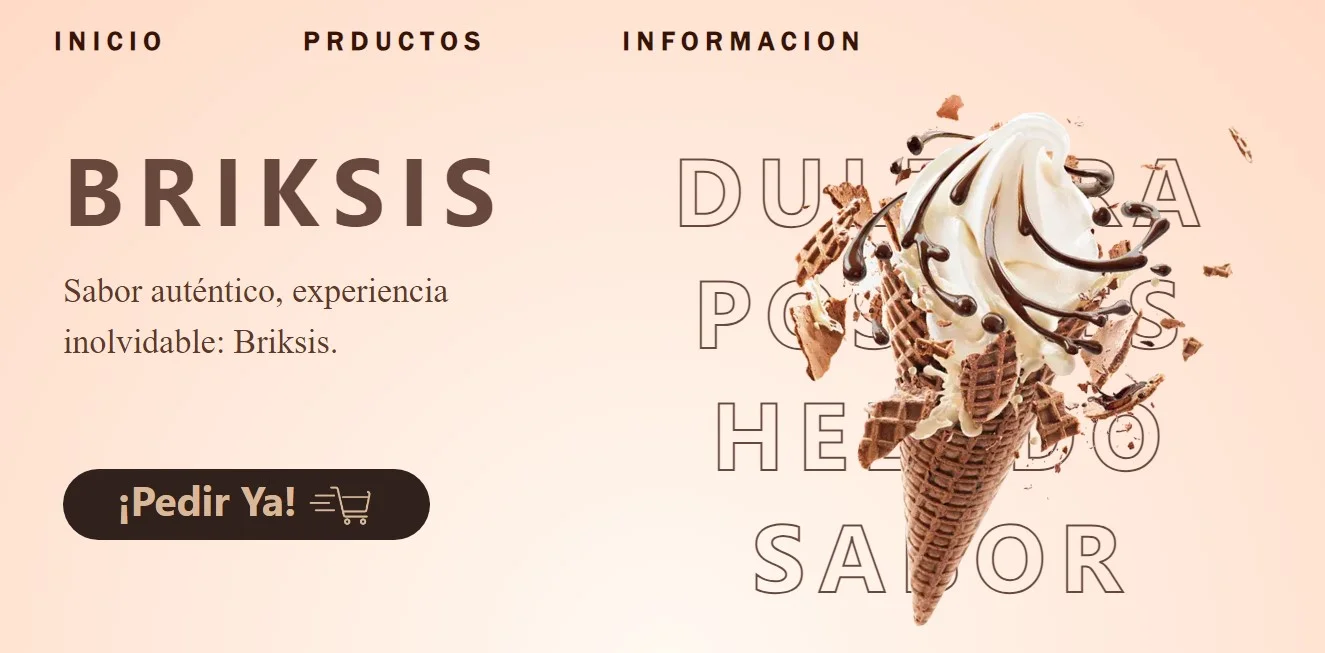 INICIO PRDUCTOS INFORMACION
BRIKSIS
Sabor auténtico, experiencia
inolvidable: Briksis.
¡Pedir Ya!
SABOR